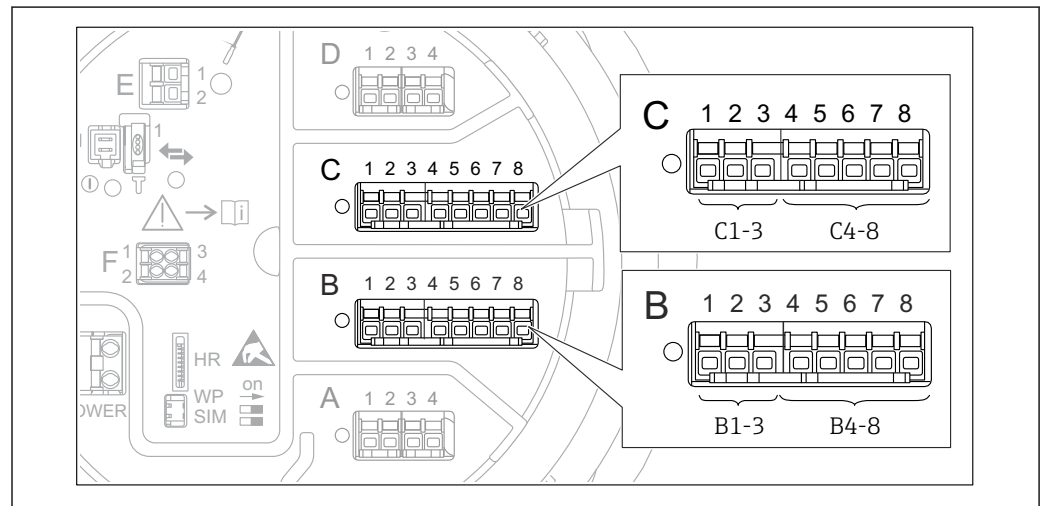 D 1 2 3 4
E 1
2
1
C 1 2 3 4 5 6 7 8
i
F 1 3
2 4
B 1 2 3 4 5 6 7 8
HR
WP on
SIM
OWER
A 1 2 3 4
C 1 2 3 4 5 6 7 8
C1-3 C4-8
B 1 2 3 4 5 6 7 8
B1-3 B4-8